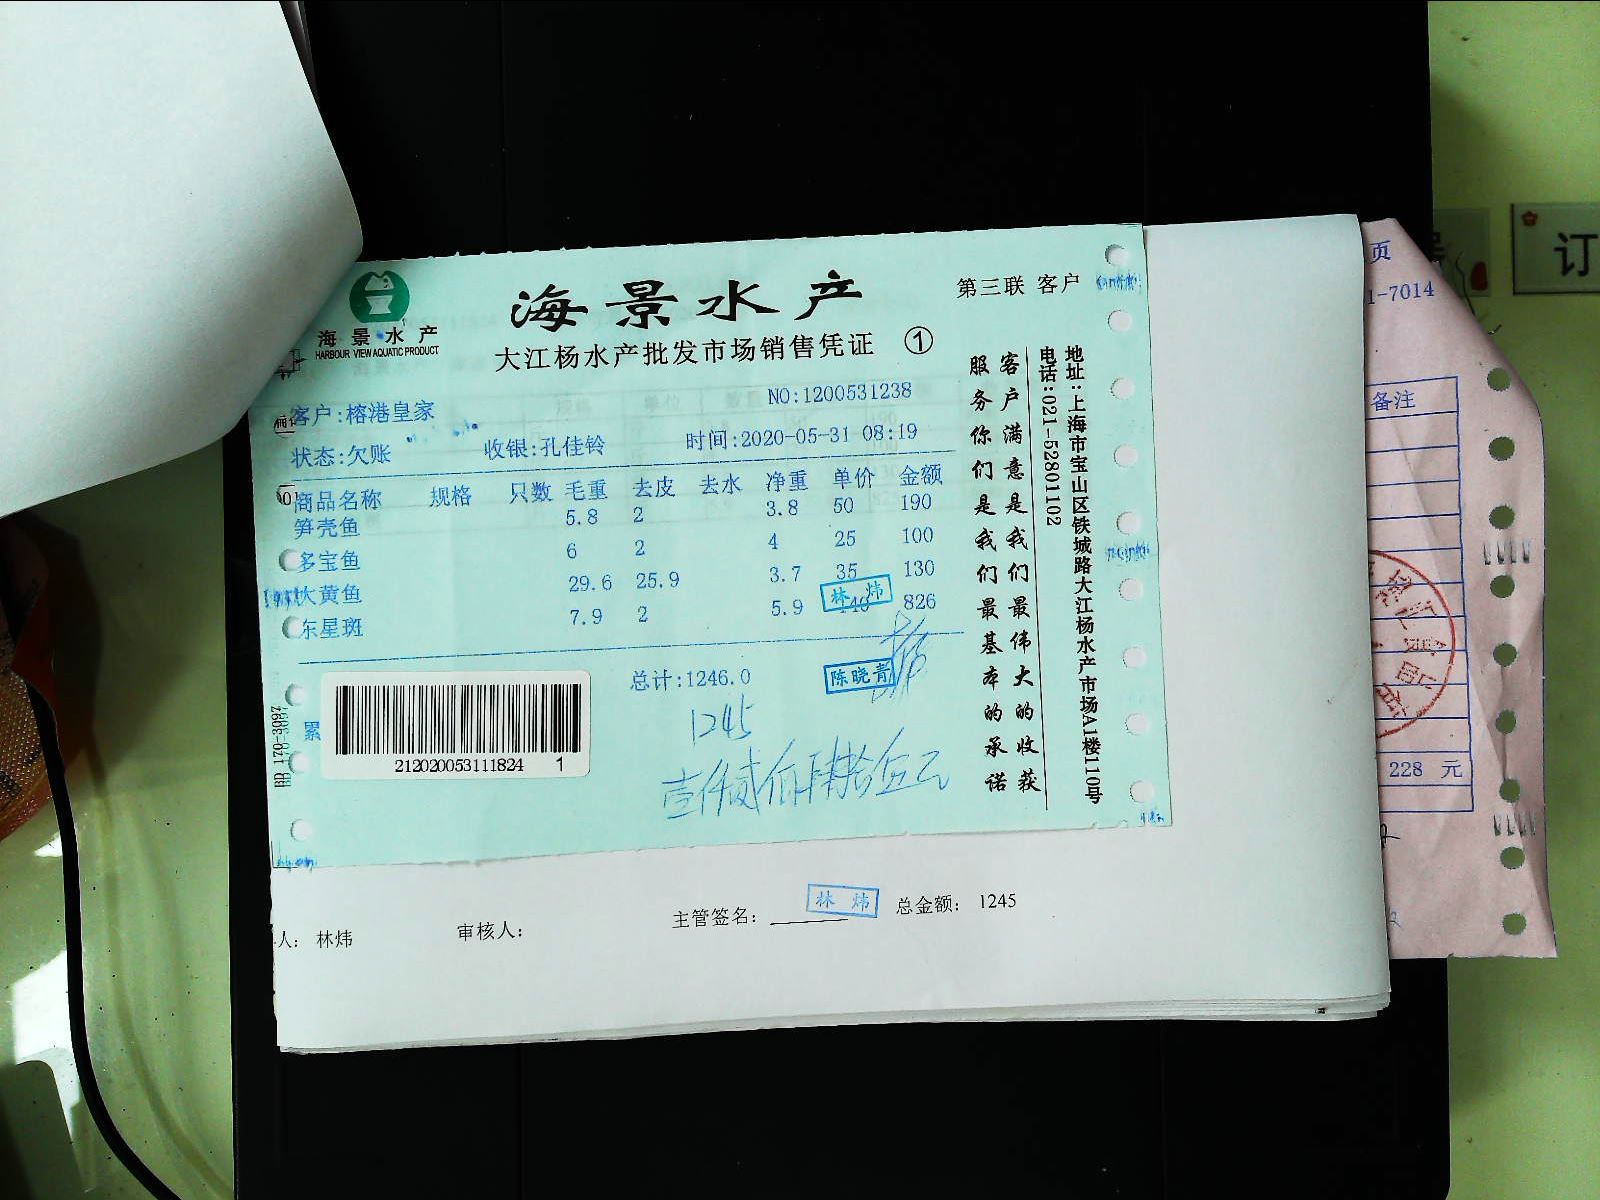 海景水产
HARBOUR VIEW AQUATIC PRODUCT
海景水产
第三联 客户
大江杨水产批发市场销售凭证 ①
客户:榕港皇家
NO:1200531238
状态:欠账 收银:孔佳铃 时间:2020-05-31 08:19
商品名称 规格 只数 毛重 去皮 去水 净重 单价 金额
笋壳鱼 5.8 2 3.8 50 190
多宝鱼 6 2 4 25 100
大黄鱼 29.6 25.9 3.7 35 130
东星斑 7.9 2 5.9 140 826
林炜
总计:1246.0
陈晓青
1245
壹仟贰佰肆拾伍元
累
212020053111824 1
客户满意是我们最伟大的收获
服务你们是我们最基本的承诺
地址:上海市宝山区铁城路大江杨水产市场A1楼110号
电话:021-52801102
人: 林炜 审核人: 主管签名: 林炜 总金额: 1245
页
1-7014
备注
228 元
订